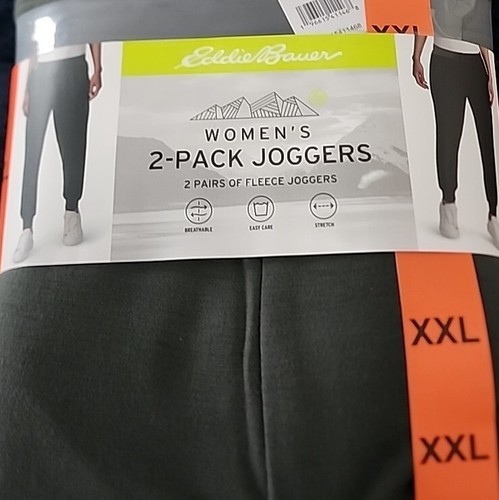 XXL
Eddie Bauer
WOMEN'S
2-PACK JOGGERS
2 PAIRS OF FLEECE JOGGERS
BREATHABLE
EASY CARE
STRETCH
XXL
XXL